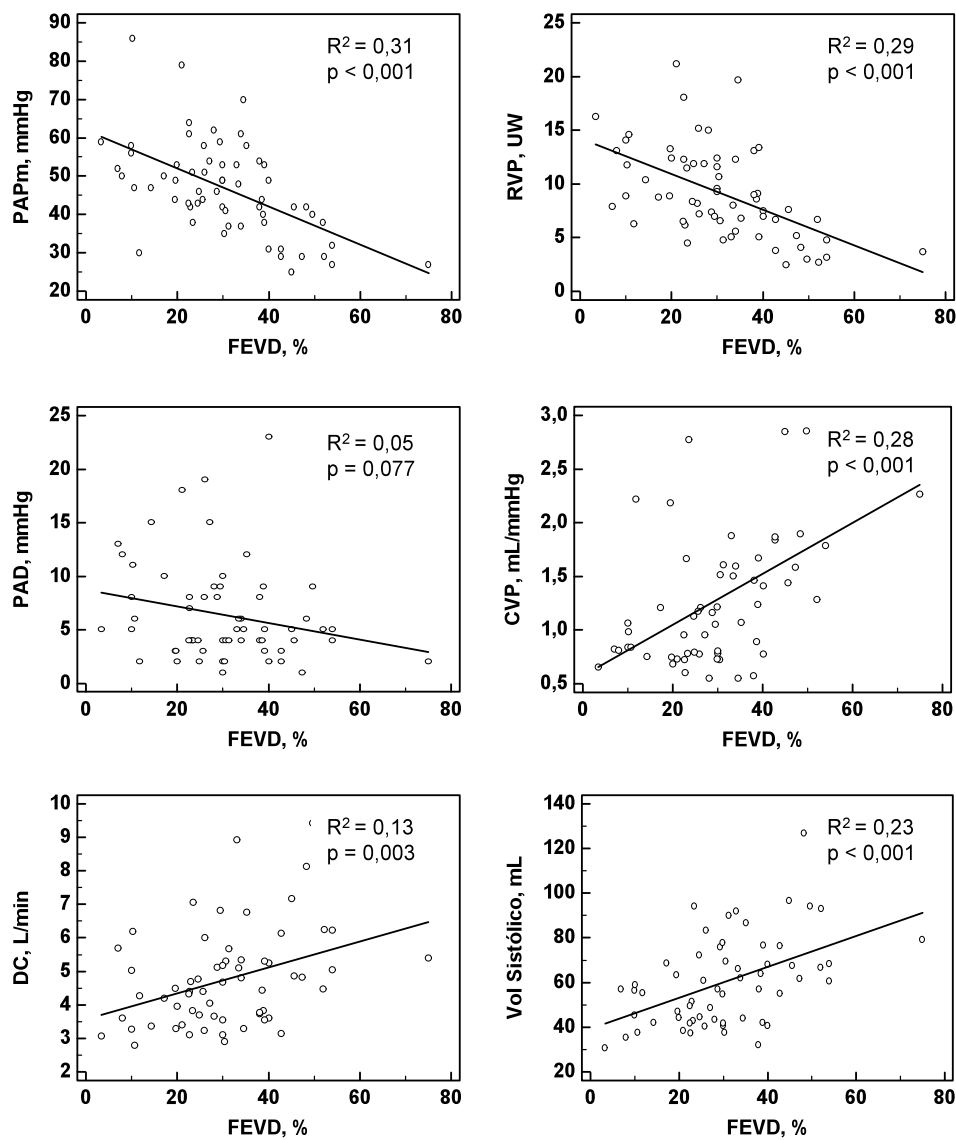 90
80
70
60
50
40
30
20
PAPm, mmHg
R² = 0,31
p < 0,001
0 20 40 60 80
FEVD, %
25
20
15
10
5
0
RVP, UW
R² = 0,29
p < 0,001
0 20 40 60 80
FEVD, %
25
20
15
10
5
0
PAD, mmHg
R² = 0,05
p = 0,077
0 20 40 60 80
FEVD, %
3,0
2,5
2,0
1,5
1,0
0,5
CVP, mL/mmHg
R² = 0,28
p < 0,001
0 20 40 60 80
FEVD, %
10
9
8
7
6
5
4
3
2
DC, L/min
R² = 0,13
p = 0,003
0 20 40 60 80
FEVD, %
140
120
100
80
60
40
20
Vol Sistólico, mL
R² = 0,23
p < 0,001
0 20 40 60 80
FEVD, %